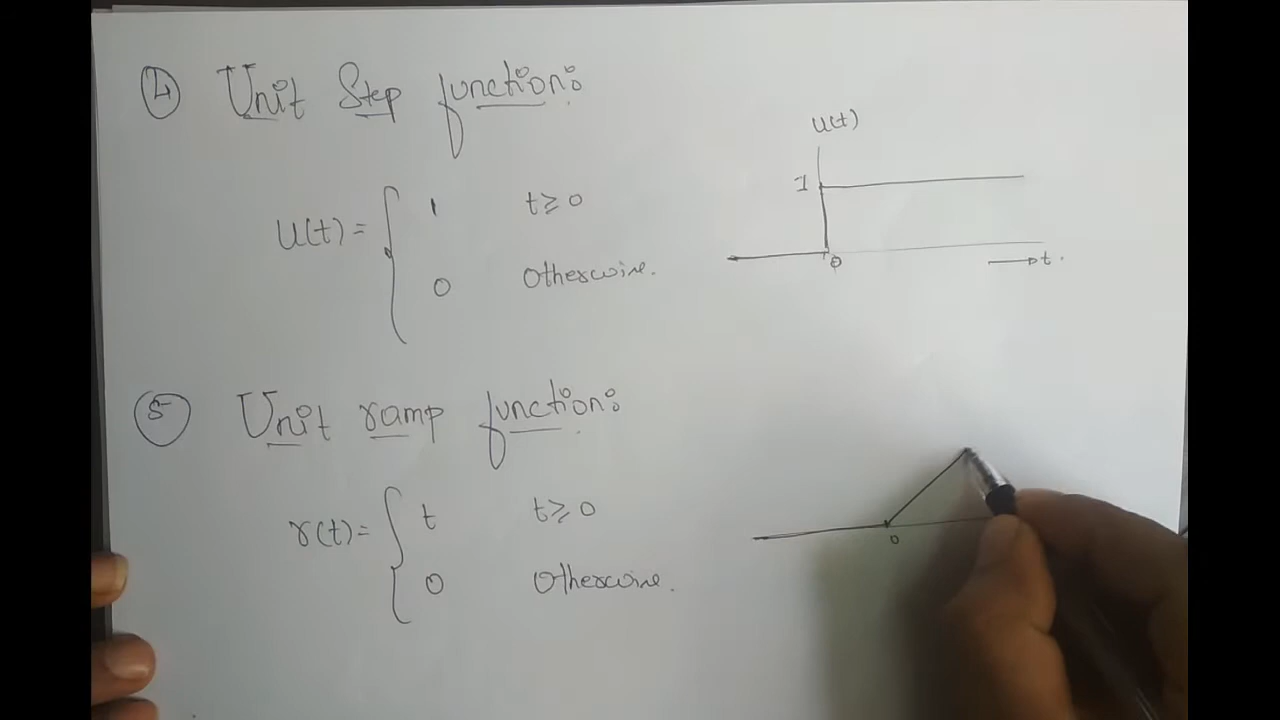 4 Unit Step function:
u(t)
1
u(t) = { 1 t ≥ 0
0 Otherwise.
0 → t.
5 Unit ramp function:
r(t) = { t t ≥ 0
0
0 Otherwise.